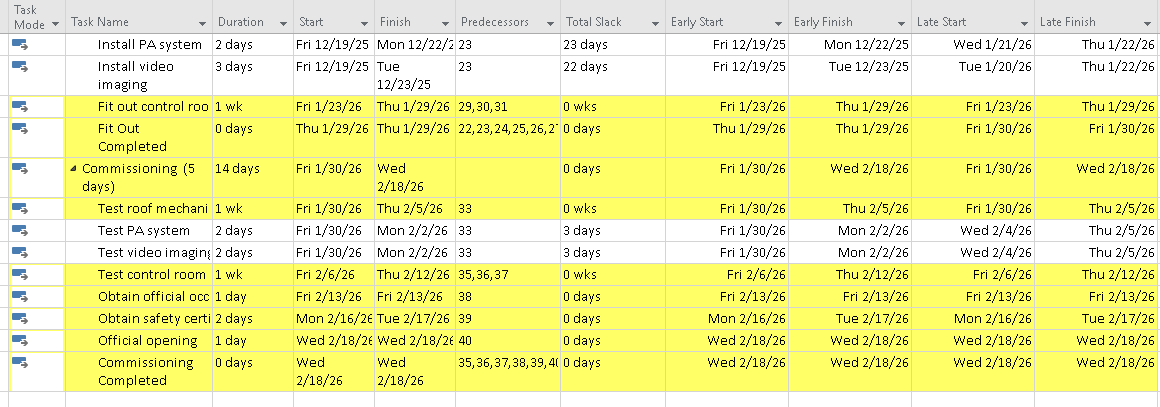 Task Mode Task Name Duration Start Finish Predecessors Total Slack Early Start Early Finish Late Start Late Finish
Install PA system 2 days Fri 12/19/25 Mon 12/22/2 23 23 days Fri 12/19/25 Mon 12/22/25 Wed 1/21/26 Thu 1/22/26
Install video imaging 3 days Fri 12/19/25 Tue 12/23/25 23 22 days Fri 12/19/25 Tue 12/23/25 Tue 1/20/26 Thu 1/22/26
Fit out control roo 1 wk Fri 1/23/26 Thu 1/29/26 29,30,31 0 wks Fri 1/23/26 Thu 1/29/26 Fri 1/23/26 Thu 1/29/26
Fit Out Completed 0 days Thu 1/29/26 Thu 1/29/26 22,23,24,25,26,27 0 days Thu 1/29/26 Thu 1/29/26 Fri 1/30/26 Fri 1/30/26
Commissioning (5 days) 14 days Fri 1/30/26 Wed 2/18/26 0 days Fri 1/30/26 Wed 2/18/26 Fri 1/30/26 Wed 2/18/26
Test roof mechani 1 wk Fri 1/30/26 Thu 2/5/26 33 0 wks Fri 1/30/26 Thu 2/5/26 Fri 1/30/26 Thu 2/5/26
Test PA system 2 days Fri 1/30/26 Mon 2/2/26 33 3 days Fri 1/30/26 Mon 2/2/26 Wed 2/4/26 Thu 2/5/26
Test video imaging 2 days Fri 1/30/26 Mon 2/2/26 33 3 days Fri 1/30/26 Mon 2/2/26 Wed 2/4/26 Thu 2/5/26
Test control room 1 wk Fri 2/6/26 Thu 2/12/26 35,36,37 0 wks Fri 2/6/26 Thu 2/12/26 Fri 2/6/26 Thu 2/12/26
Obtain official occ 1 day Fri 2/13/26 Fri 2/13/26 38 0 days Fri 2/13/26 Fri 2/13/26 Fri 2/13/26 Fri 2/13/26
Obtain safety certi 2 days Mon 2/16/26 Tue 2/17/26 39 0 days Mon 2/16/26 Tue 2/17/26 Mon 2/16/26 Tue 2/17/26
Official opening 1 day Wed 2/18/26 Wed 2/18/26 40 0 days Wed 2/18/26 Wed 2/18/26 Wed 2/18/26 Wed 2/18/26
Commissioning Completed 0 days Wed 2/18/26 Wed 2/18/26 35,36,37,38,39,40 0 days Wed 2/18/26 Wed 2/18/26 Wed 2/18/26 Wed 2/18/26